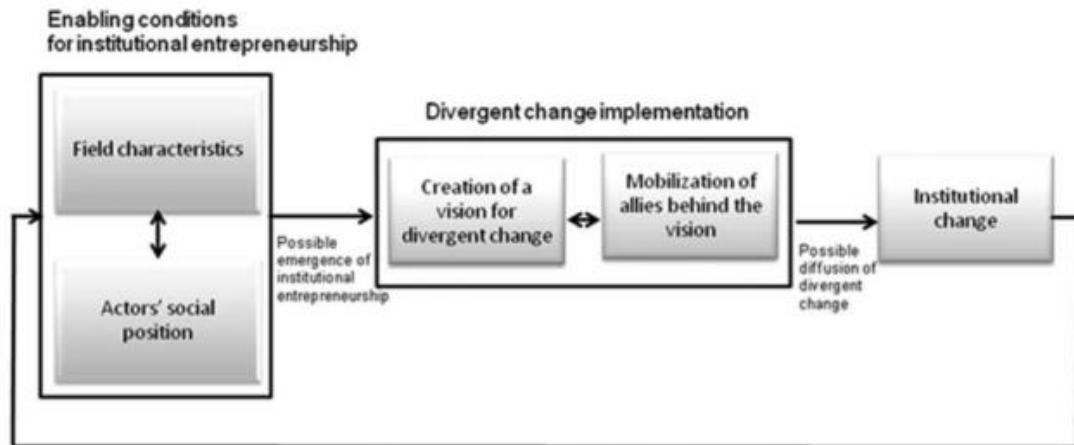 Enabling conditions
for institutional entrepreneurship
Field characteristics
Actors' social
position
Possible
emergence of
institutional
entrepreneurship
Divergent change implementation
Creation of a
vision for
divergent change
Mobilization of
allies behind the
vision
Possible
diffusion of
divergent
change
Institutional
change